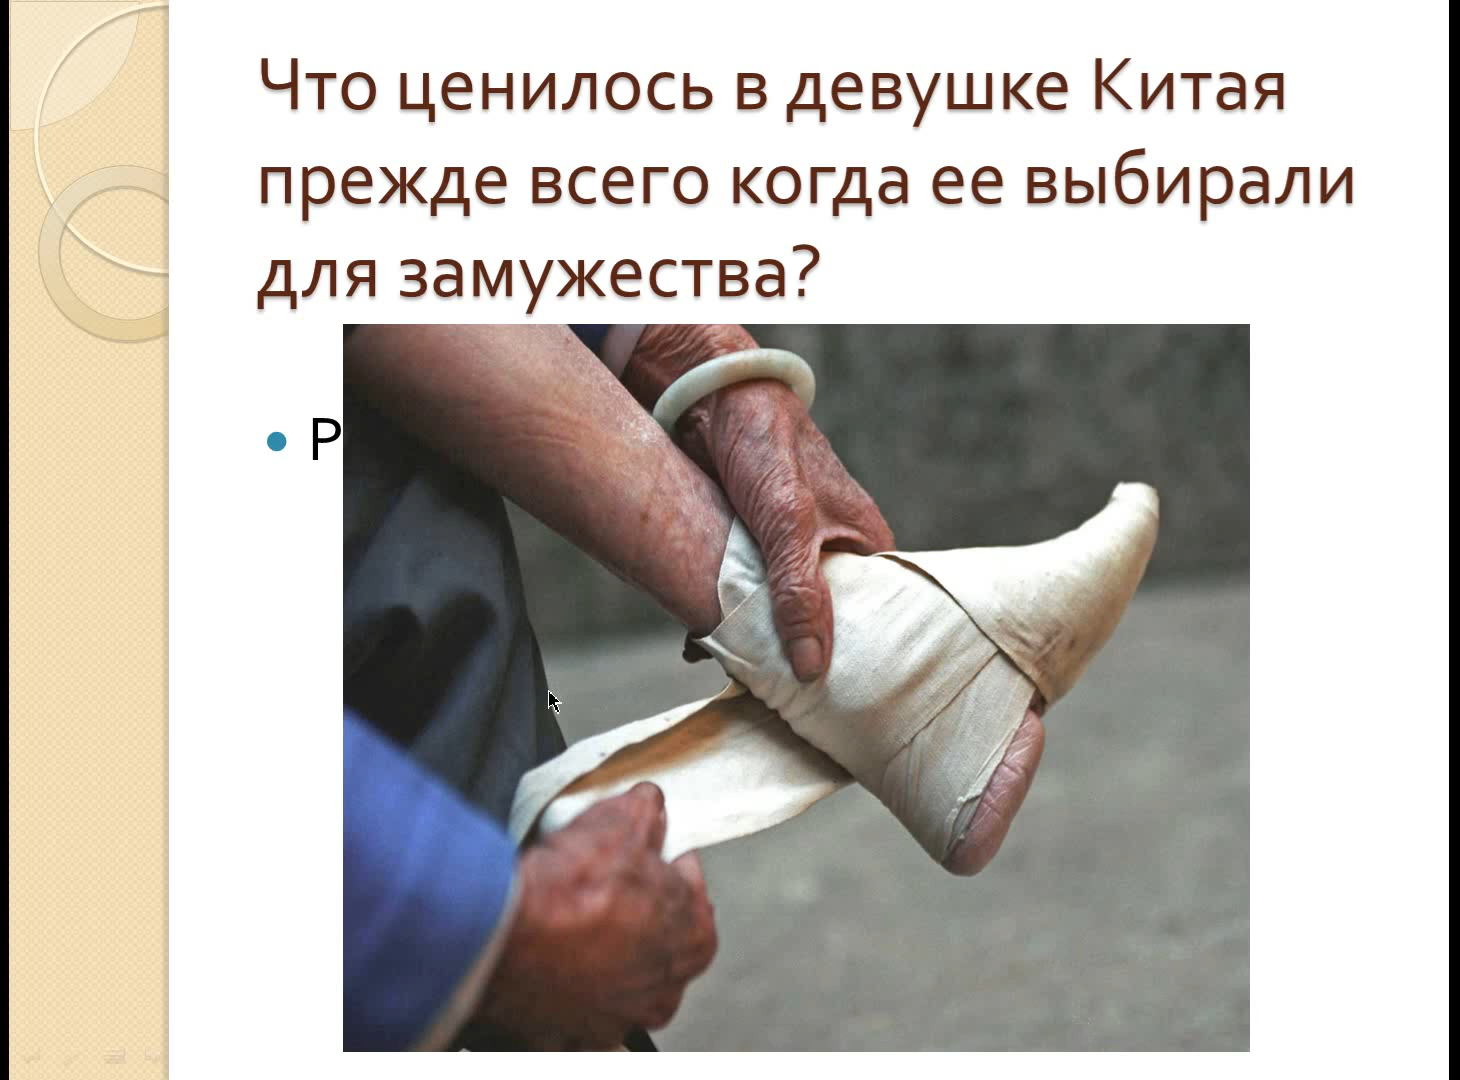 Что ценилось в девушке Китая
прежде всего когда ее выбирали
для замужества?
Р